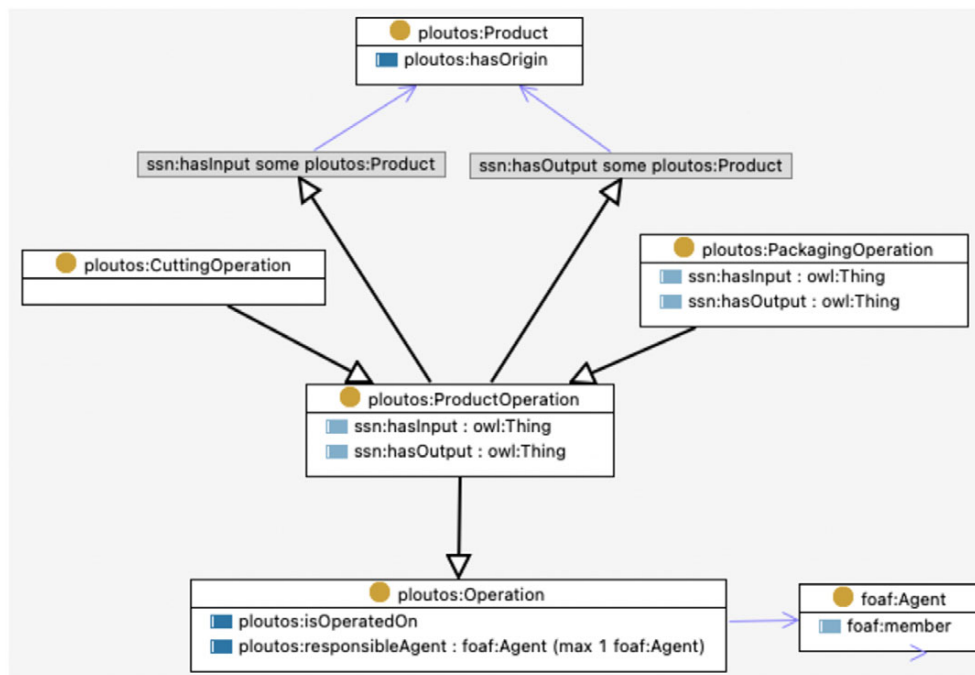 ploutos:Product
ploutos:hasOrigin
ssn:hasInput some ploutos:Product
ssn:hasOutput some ploutos:Product
ploutos:CuttingOperation
ploutos:PackagingOperation
ssn:hasInput : owl:Thing
ssn:hasOutput : owl:Thing
ploutos:ProductOperation
ssn:hasInput : owl:Thing
ssn:hasOutput : owl:Thing
ploutos:Operation
ploutos:isOperatedOn
ploutos:responsibleAgent : foaf:Agent (max 1 foaf:Agent)
foaf:Agent
foaf:member